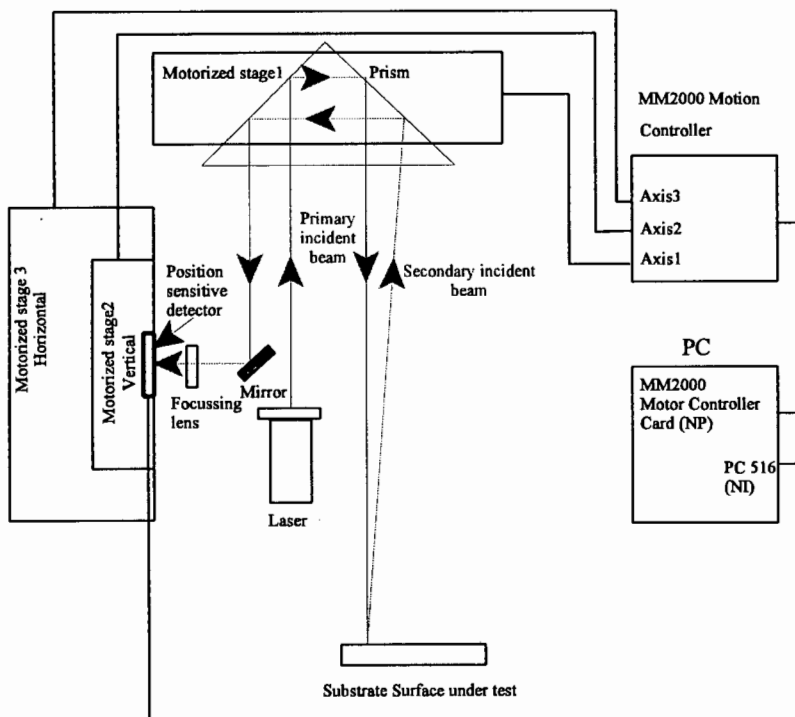 Motorized stage1
Prism
MM2000 Motion
Controller
Axis3
Axis2
Axis1
Primary
incident
beam
Secondary incident
beam
Position
sensitive
detector
Motorized stage 3
Horizontal
Motorized stage2
Vertical
Mirror
Focussing
lens
Laser
PC
MM2000
Motor Controller
Card (NP)
PC 516
(NI)
Substrate Surface under test